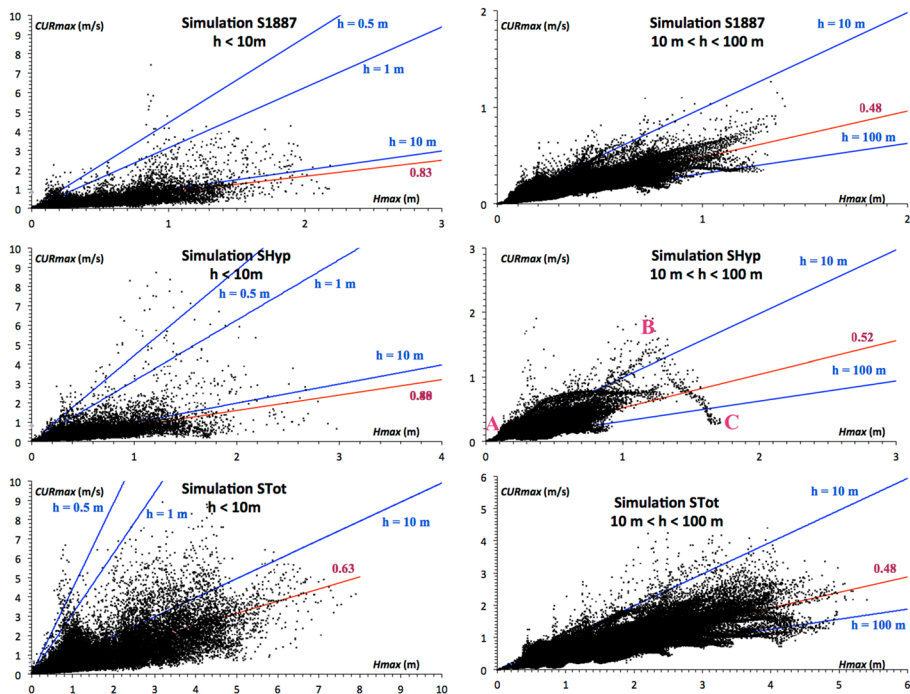 CURmax (m/s)
Simulation S1887
h < 10m
h = 0.5 m
h = 1 m
h = 10 m
0.83
Hmax (m)
10
9
8
7
6
5
4
3
2
1
0
0
1
2
3
CURmax (m/s)
Simulation S1887
10 m < h < 100 m
h = 10 m
0.48
h = 100 m
Hmax (m)
2
1
0
0
1
2
CURmax (m/s)
Simulation SHyp
h < 10m
h = 0.5 m
h = 1 m
h = 10 m
Hmax (m)
10
9
8
7
6
5
4
3
2
1
0
0
1
2
3
4
CURmax (m/s)
Simulation SHyp
10 m < h < 100 m
h = 10 m
B
0.52
h = 100 m
A
C
Hmax (m)
3
2
1
0
0
1
2
3
CURmax (m/s)
Simulation STot
h < 10m
h = 0.5 m
h = 1 m
h = 10 m
0.63
Hmax (m)
10
9
8
7
6
5
4
3
2
1
0
0
1
2
3
4
5
6
7
8
9
10
CURmax (m/s)
Simulation STot
10 m < h < 100 m
h = 10 m
0.48
h = 100 m
Hmax (m)
6
5
4
3
2
1
0
0
1
2
3
4
5
6